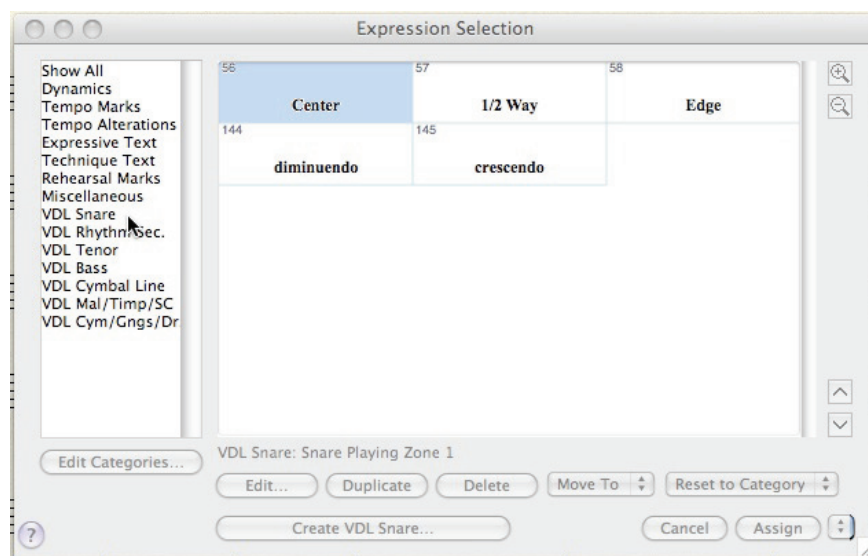 Expression Selection
Show All
Dynamics
Tempo Marks
Tempo Alterations
Expressive Text
Technique Text
Rehearsal Marks
Miscellaneous
VDL Snare
VDL Rhythm Sec.
VDL Tenor
VDL Bass
VDL Cymbal Line
VDL Mal/Timp/SC
VDL Cym/Gngs/Dr
Edit Categories...
56 57 58
Center 1/2 Way Edge
144 145
diminuendo crescendo
VDL Snare: Snare Playing Zone 1
Edit... Duplicate Delete Move To Reset to Category
? Create VDL Snare... Cancel Assign